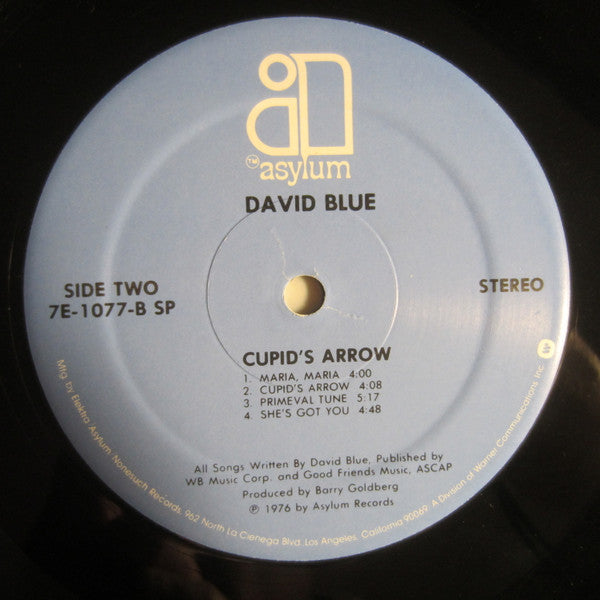 TM asylum
DAVID BLUE
SIDE TWO
7E-1077-B SP
STEREO
CUPID'S ARROW
1. MARIA, MARIA 4:00
2. CUPID'S ARROW 4:08
3. PRIMEVAL TUNE 5:17
4. SHE'S GOT YOU 4:48
All Songs Written By David Blue, Published by
WB Music Corp. and Good Friends Music, ASCAP
Produced by Barry Goldberg
℗ 1976 by Asylum Records
Mfg by Elektra Asylum, Nonesuch Records, 962 North La Cienega Blvd. Los Angeles, California 90069. A Division of Warner Communications, Inc.